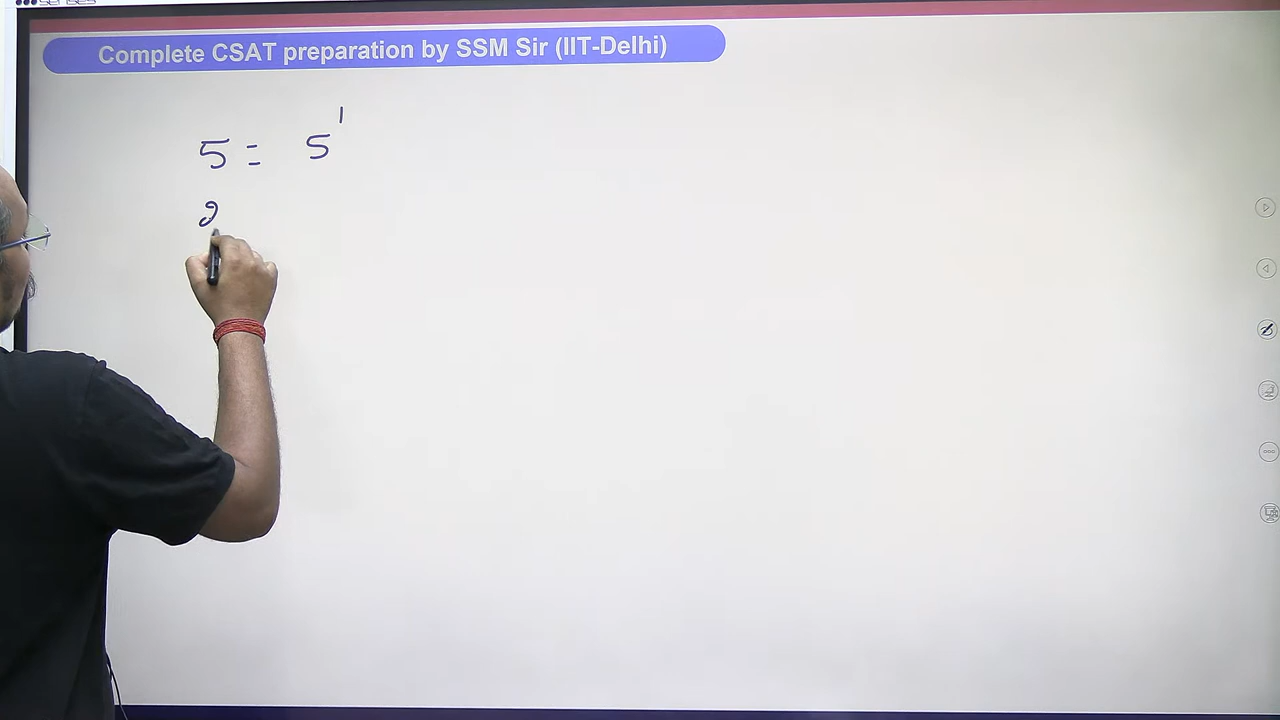 Complete CSAT preparation by SSM Sir (IIT-Delhi)
5 = 5¹